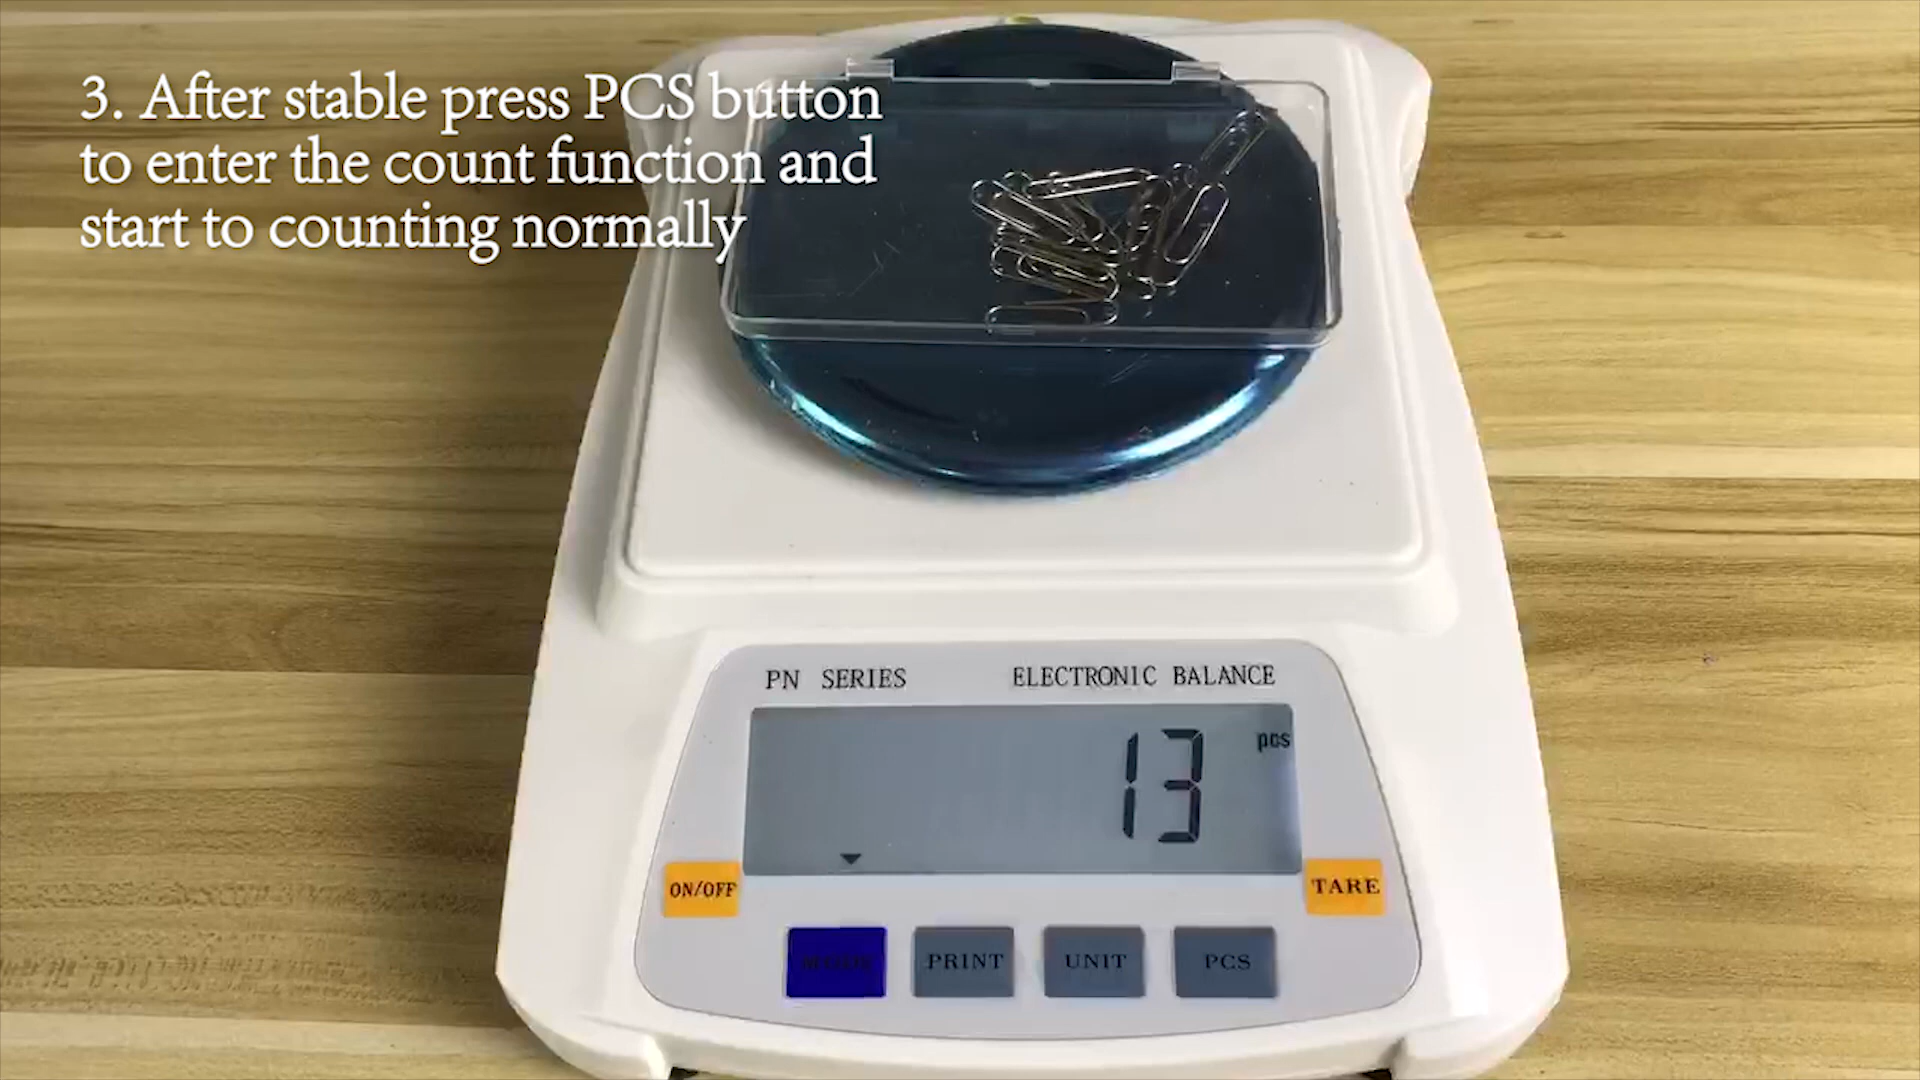 3. After stable press PCS button
to enter the count function and
start to counting normally
PN SERIES ELECTRONIC BALANCE
13 pcs
ON/OFF
TARE
MODE PRINT UNIT PCS